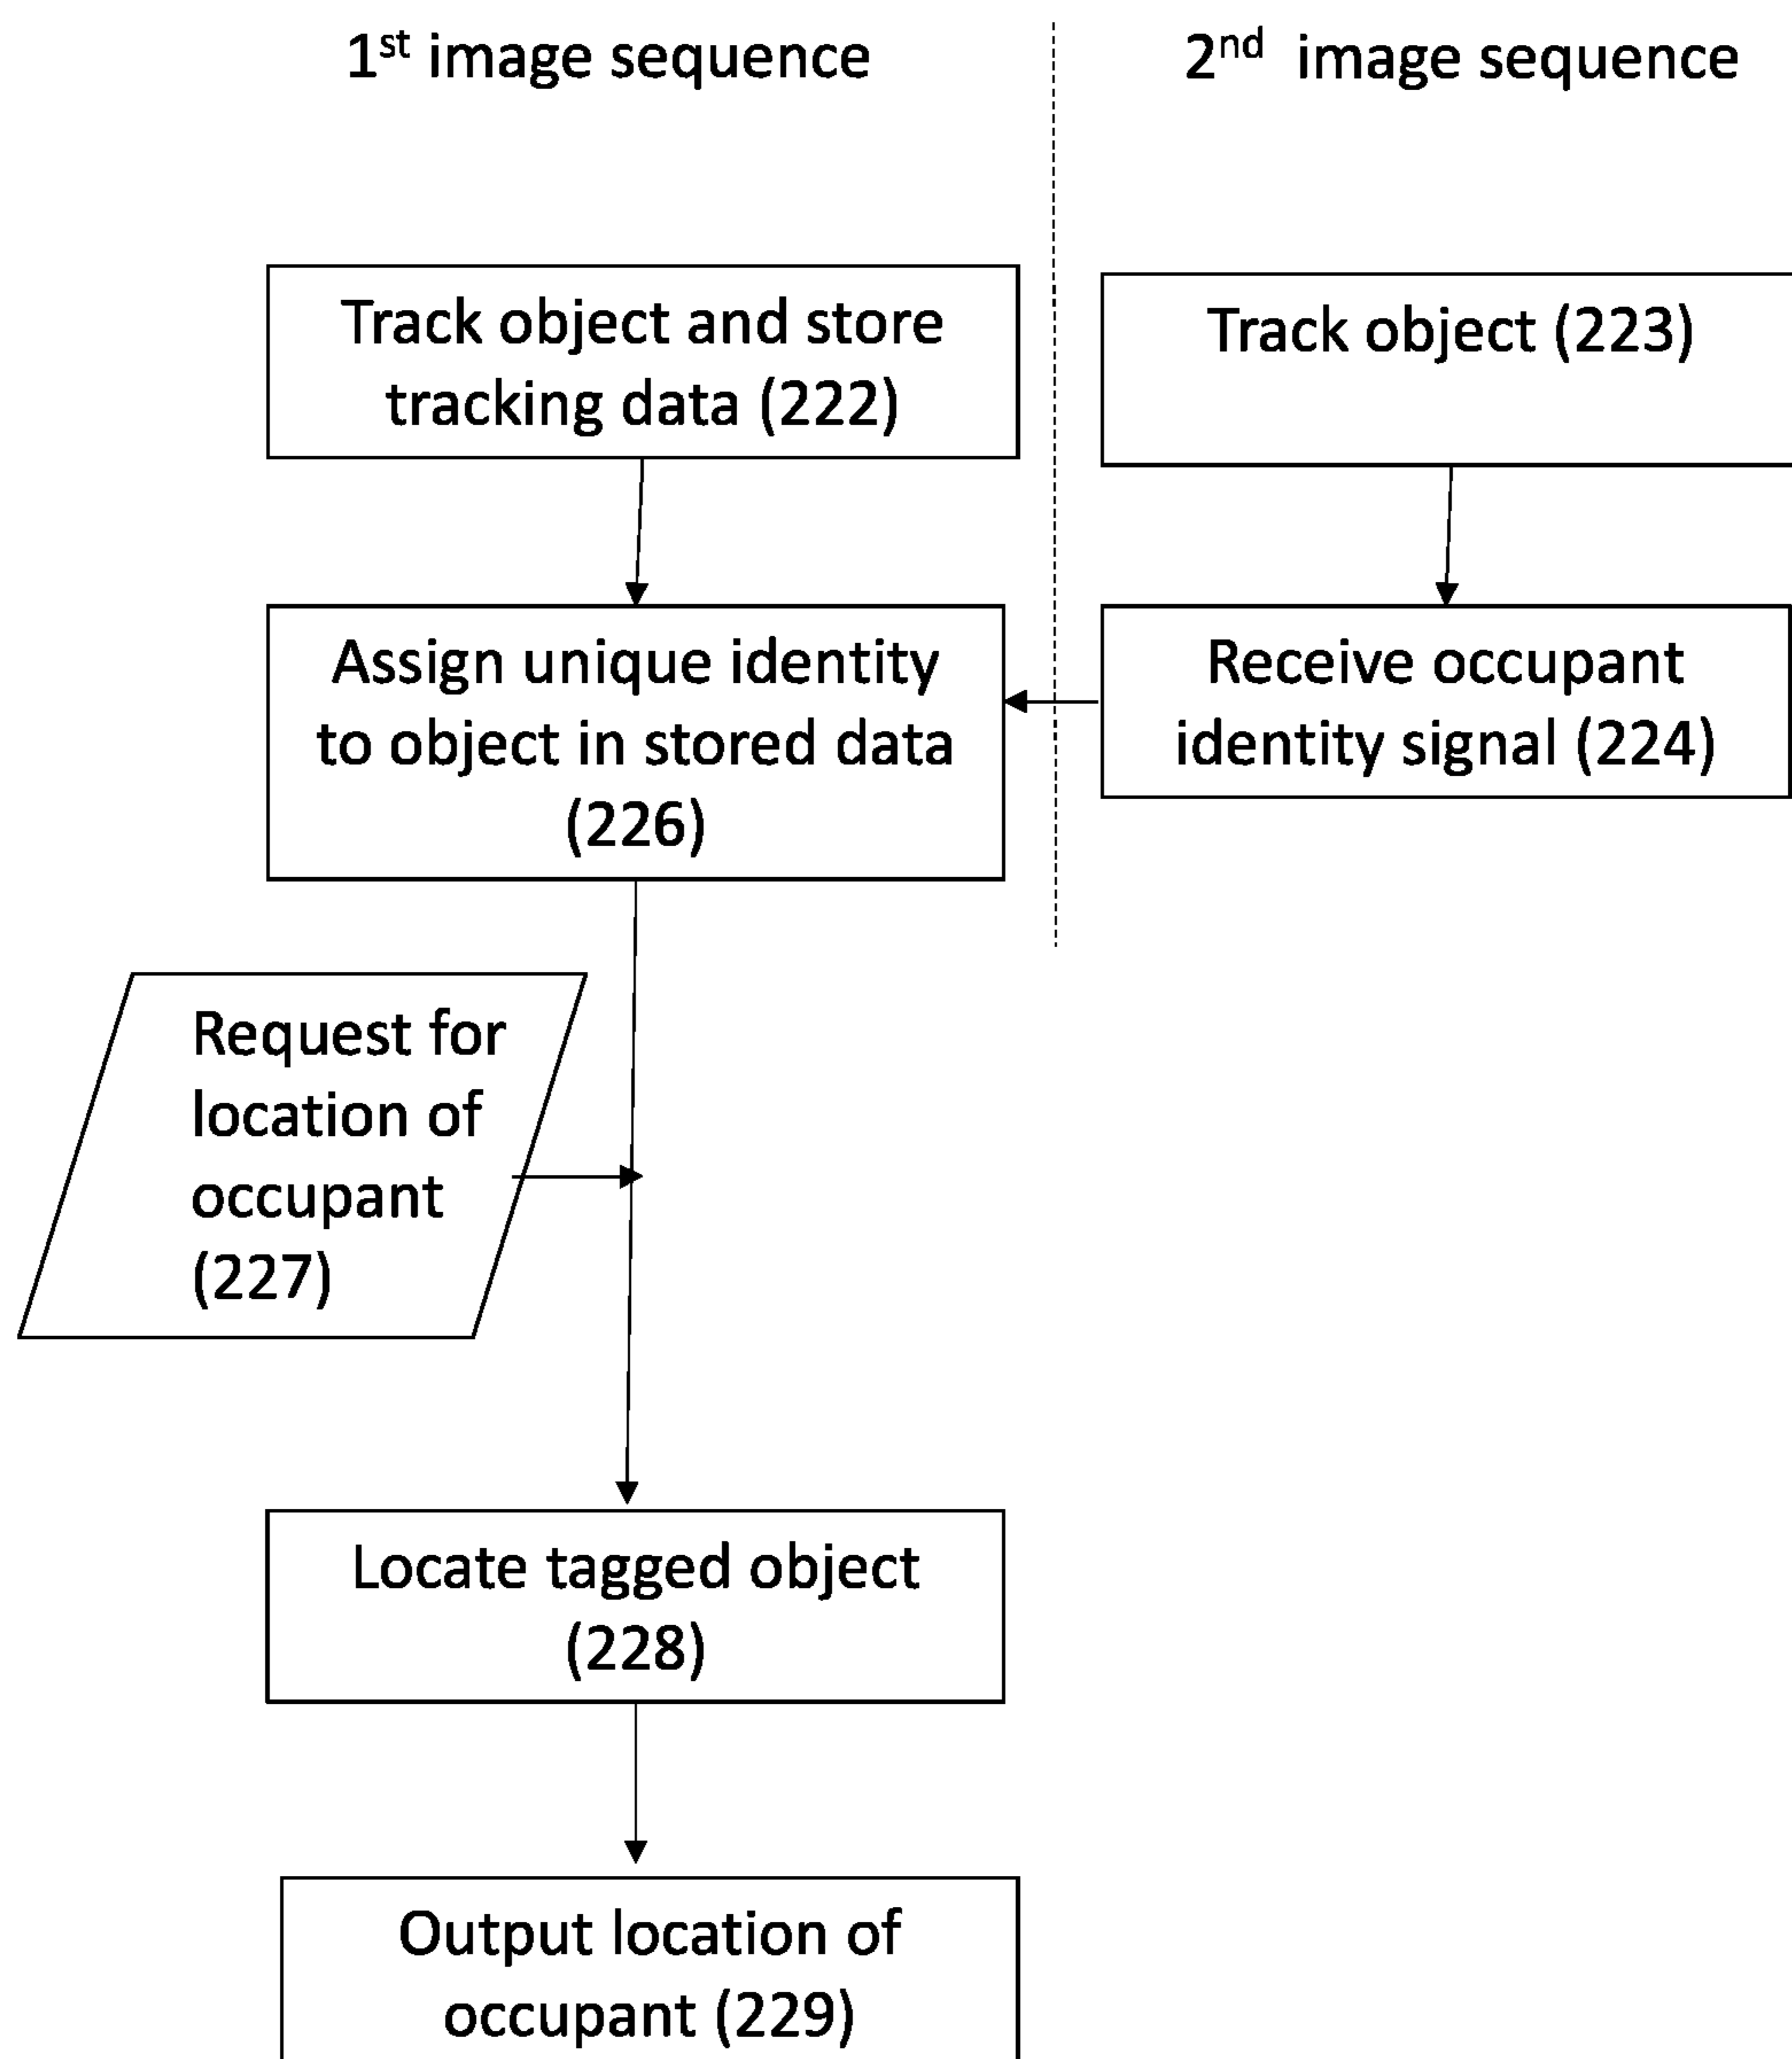 1st image sequence
2nd image sequence
Track object and store
tracking data (222)
Track object (223)
Assign unique identity
to object in stored data
(226)
Receive occupant
identity signal (224)
Request for
location of
occupant
(227)
Locate tagged object
(228)
Output location of
occupant (229)